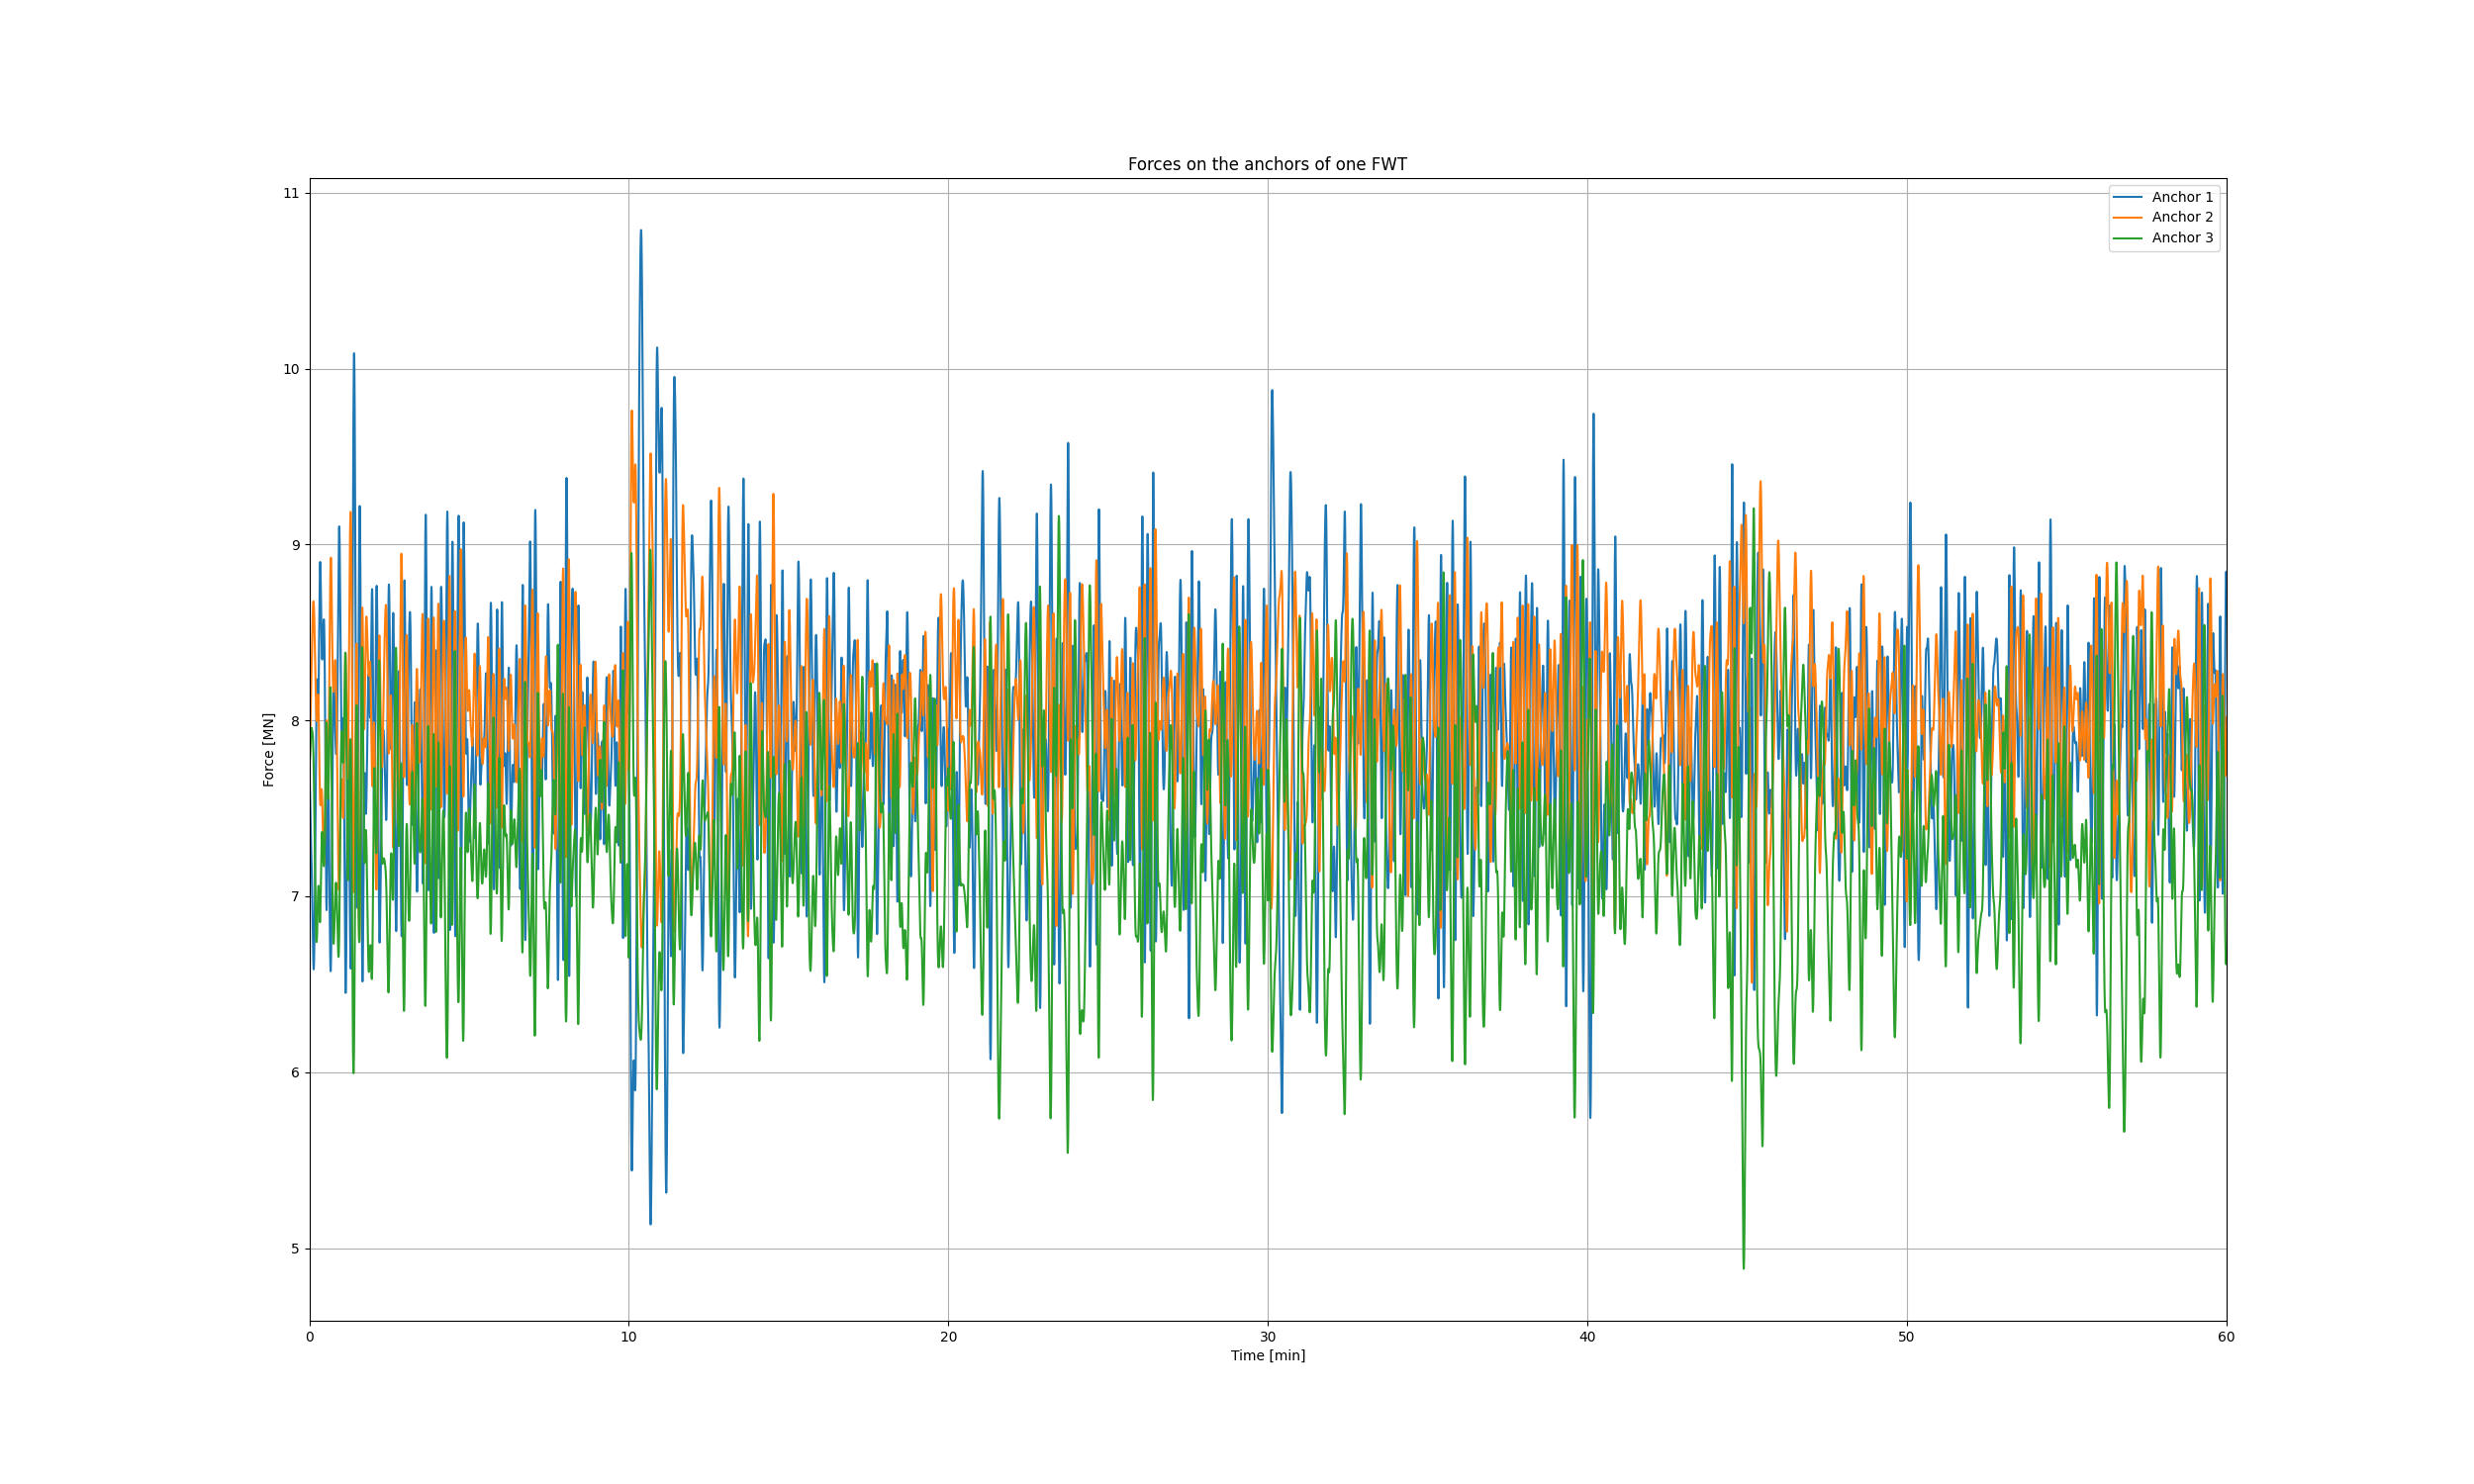 Forces on the anchors of one FWT
11
10
9
8
7
6
5
Force [MN]
Anchor 1
Anchor 2
Anchor 3
0 10 20 30 40 50 60
Time [min]